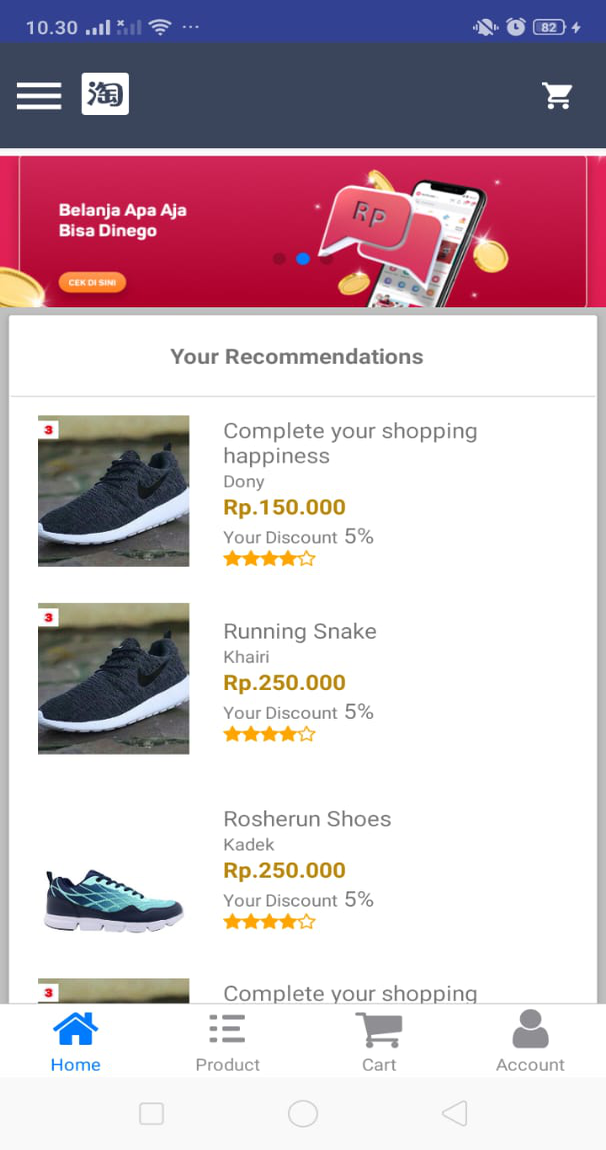 10.30
82
淘
Belanja Apa Aja
Bisa Dinego
RP
CEK DI SINI
Your Recommendations
3
Complete your shopping
happiness
Dony
Rp.150.000
Your Discount 5%
3
Running Snake
Khairi
Rp.250.000
Your Discount 5%
Rosherun Shoes
Kadek
Rp.250.000
Your Discount 5%
3
Complete your shopping
Home
Product
Cart
Account